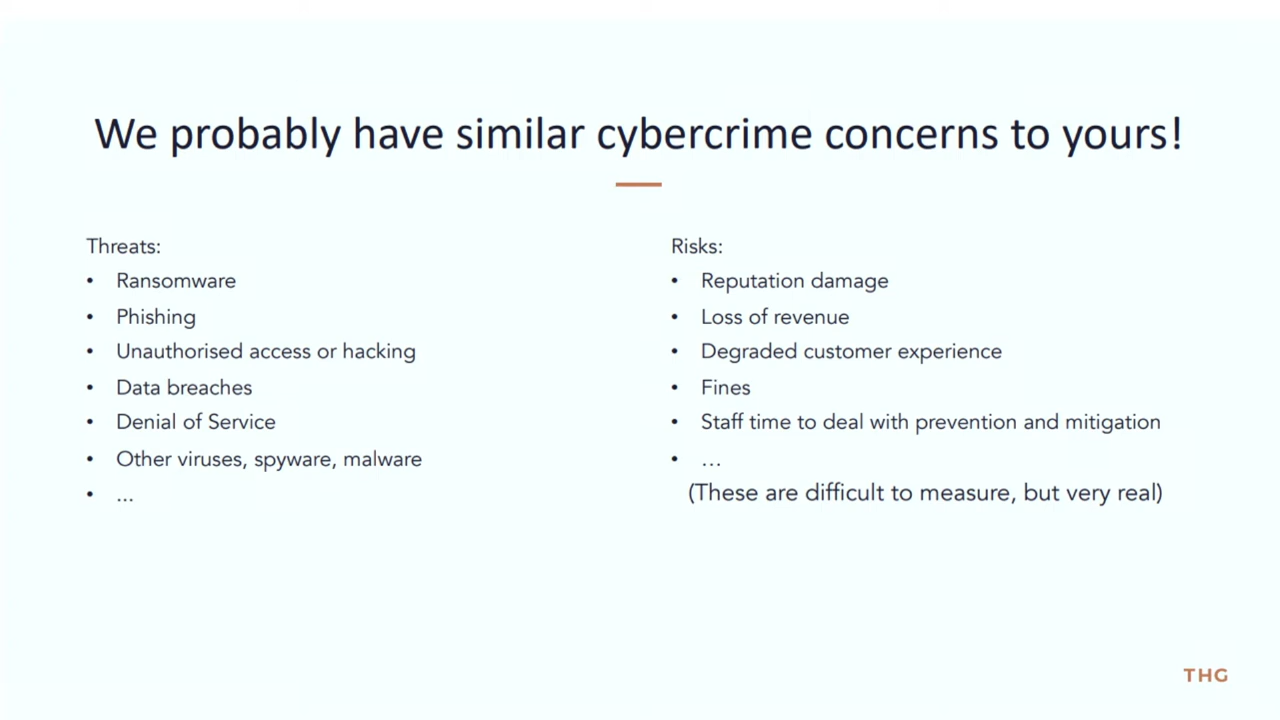 We probably have similar cybercrime concerns to yours!
Threats:
• Ransomware
• Phishing
• Unauthorised access or hacking
• Data breaches
• Denial of Service
• Other viruses, spyware, malware
• ...
Risks:
• Reputation damage
• Loss of revenue
• Degraded customer experience
• Fines
• Staff time to deal with prevention and mitigation
• …
(These are difficult to measure, but very real)
THG